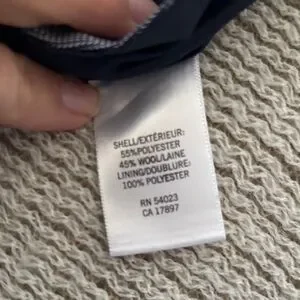 SHELL/EXTÉRIEUR:
55%POLYESTER
45% WOOL/LAINE
LINING/DOUBLURE:
100% POLYESTER
RN 54023
CA 17897